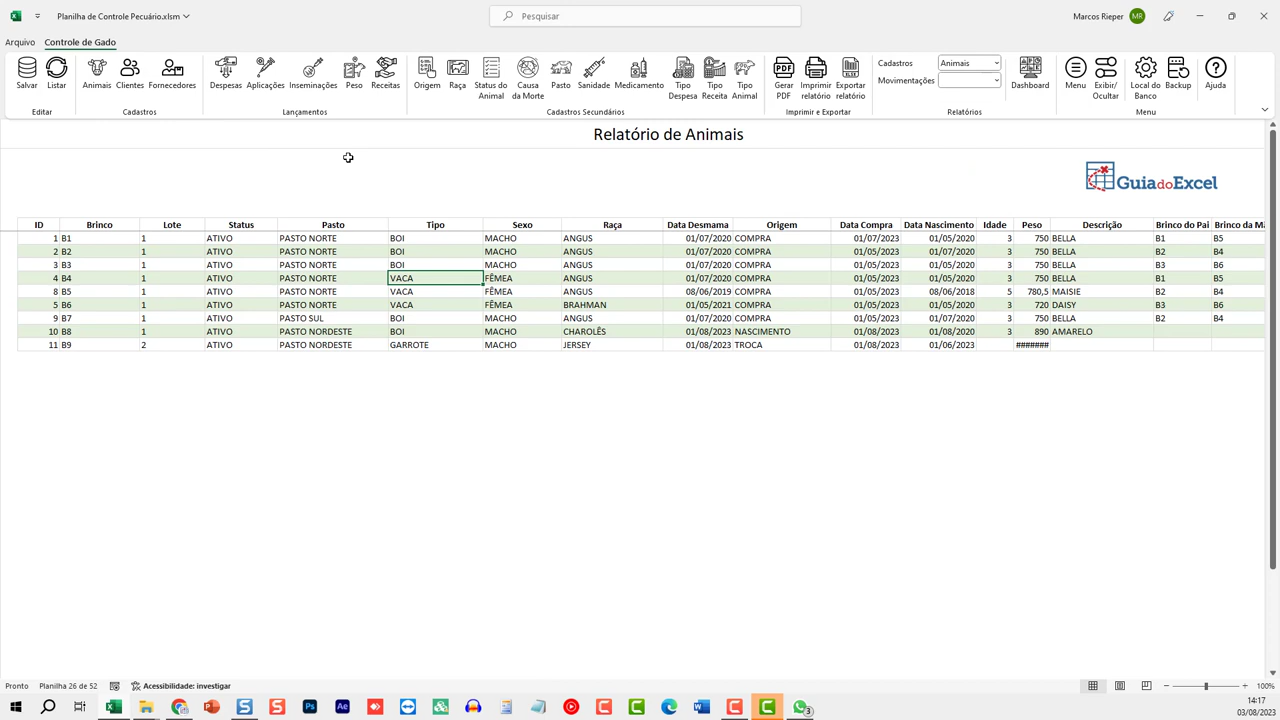 Planilha de Controle Pecuário.xlsm
Pesquisar
Marcos Rieper
MR
Arquivo
Controle de Gado
Salvar
Listar
Animais
Clientes
Fornecedores
Despesas
Aplicações
Inseminações
Peso
Receitas
Origem
Raça
Status do Animal
Causa da Morte
Pasto
Sanidade
Medicamento
Tipo Despesa
Tipo Receita
Tipo Animal
Gerar PDF
Imprimir relatório
Exportar relatório
Cadastros
Animais
Movimentações
Dashboard
Menu
Exibir/ Ocultar
Local do Banco
Backup
Ajuda
Editar
Cadastros
Lançamentos
Cadastros Secundários
Imprimir e Exportar
Relatórios
Menu
Relatório de Animais
GuiadoExcel
ID Brinco Lote Status Pasto Tipo Sexo Raça Data Desmama Origem Data Compra Data Nascimento Idade Peso Descrição Brinco do Pai Brinco da Mã
1 B1 1 ATIVO PASTO NORTE BOI MACHO ANGUS 01/07/2020 COMPRA 01/07/2023 01/05/2020 3 750 BELLA B1 B5
2 B2 1 ATIVO PASTO NORTE BOI MACHO ANGUS 01/07/2020 COMPRA 01/05/2023 01/07/2020 3 750 BELLA B2 B4
3 B3 1 ATIVO PASTO NORTE BOI MACHO ANGUS 01/07/2020 COMPRA 01/05/2023 01/07/2020 3 750 BELLA B3 B6
4 B4 1 ATIVO PASTO NORTE VACA FÊMEA ANGUS 01/07/2020 COMPRA 01/05/2023 01/07/2020 3 750 BELLA B1 B5
8 B5 1 ATIVO PASTO NORTE VACA FÊMEA ANGUS 08/06/2019 COMPRA 01/05/2023 08/06/2018 5 780,5 MAISIE B2 B4
5 B6 1 ATIVO PASTO NORTE VACA FÊMEA BRAHMAN 01/05/2021 COMPRA 01/05/2023 01/05/2020 3 720 DAISY B3 B6
9 B7 1 ATIVO PASTO SUL BOI MACHO ANGUS 01/07/2020 COMPRA 01/05/2023 01/07/2020 3 750 BELLA B2 B4
10 B8 1 ATIVO PASTO NORDESTE BOI MACHO CHAROLÊS 01/08/2023 NASCIMENTO 01/08/2023 01/08/2020 3 890 AMARELO
11 B9 2 ATIVO PASTO NORDESTE GARROTE MACHO JERSEY 01/08/2023 TROCA 01/08/2023 01/06/2023 #######
Pronto
Planilha 26 de 52
Acessibilidade: investigar
100%
14:17
03/08/2023